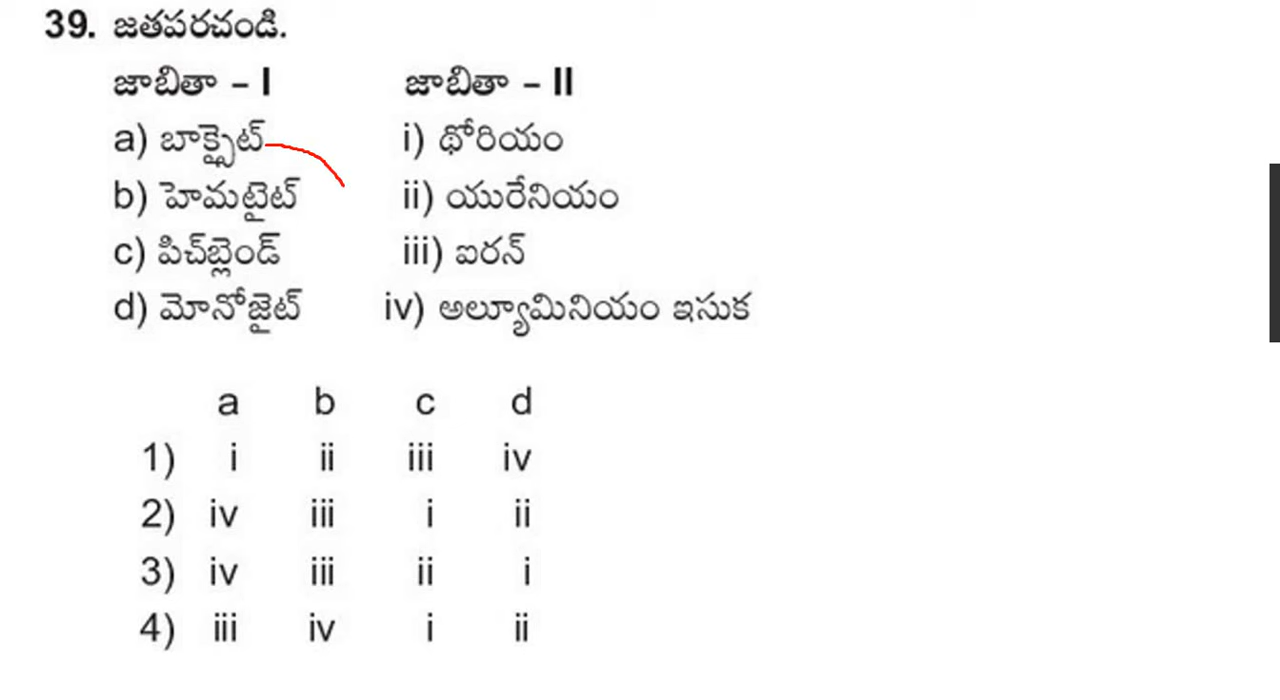 39. జతపరచండి.
జాబితా – I జాబితా – II
a) బాక్సైట్ i) థోరియం
b) హెమటైట్ ii) యురేనియం
c) పిచ్‌బ్లెండ్ iii) ఐరన్
d) మోనోజైట్ iv) అల్యూమినియం ఇసుక
a b c d
1) i ii iii iv
2) iv iii i ii
3) iv iii ii i
4) iii iv i ii